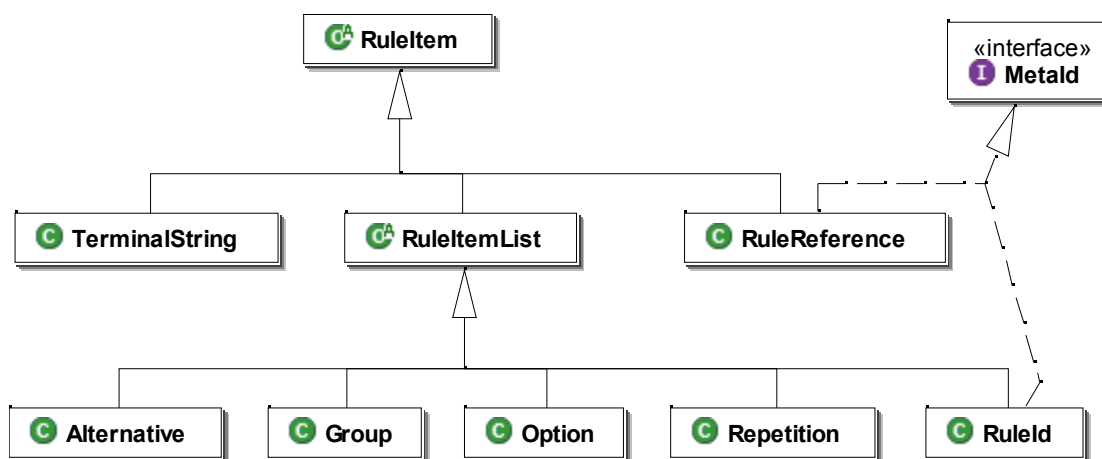 RuleItem
«interface»
MetaId
TerminalString
RuleItemList
RuleReference
Alternative
Group
Option
Repetition
RuleId